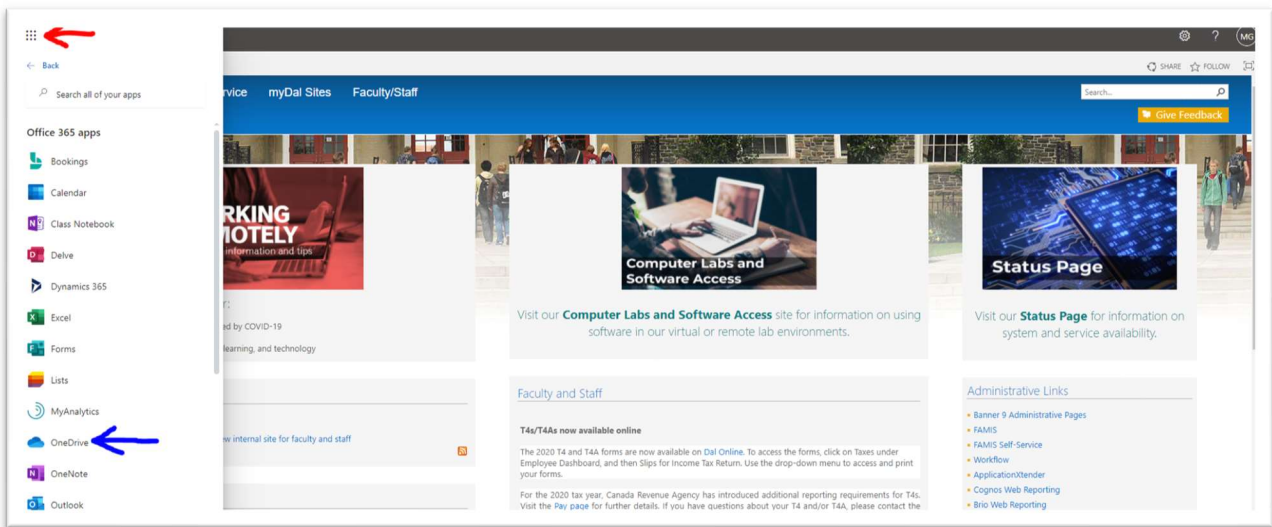 ← Back
Search all of your apps
Office 365 apps
Bookings
Calendar
Class Notebook
Delve
Dynamics 365
Excel
Forms
Lists
MyAnalytics
OneDrive
OneNote
Outlook
? MG
SHARE FOLLOW
rvice myDal Sites Faculty/Staff
Search...
Give Feedback
RKING
MOTELY
information and tips
r:
ed by COVID-19
learning, and technology
w internal site for faculty and staff
Computer Labs and
Software Access
Visit our Computer Labs and Software Access site for information on using
software in our virtual or remote lab environments.
Faculty and Staff
T4s/T4As now available online
The 2020 T4 and T4A forms are now available on Dal Online. To access the forms, click on Taxes under
Employee Dashboard, and then Slips for Income Tax Return. Use the drop-down menu to access and print
your forms.
For the 2020 tax year, Canada Revenue Agency has introduced additional reporting requirements for T4s.
Visit the Pay page for further details. If you have questions about your T4 and/or T4A, please contact the
Status Page
Visit our Status Page for information on
system and service availability.
Administrative Links
Banner 9 Administrative Pages
FAMIS
FAMIS Self-Service
Workflow
ApplicationXtender
Cognos Web Reporting
Brio Web Reporting